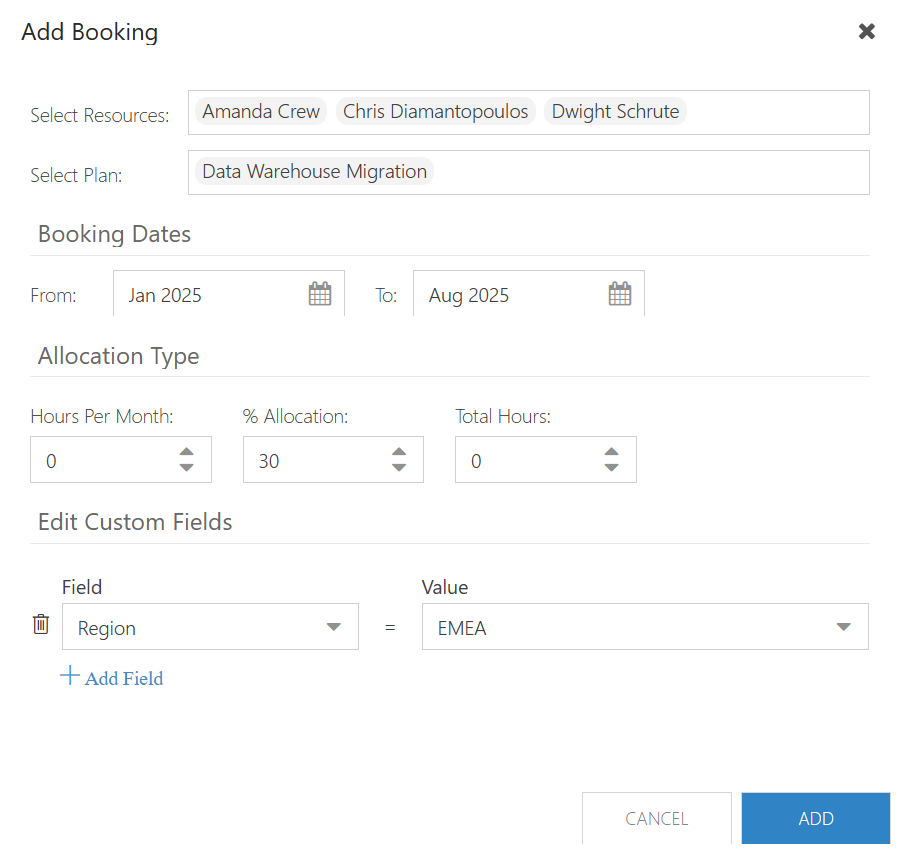 Add Booking
Select Resources: Amanda Crew Chris Diamantopoulos Dwight Schrute
Select Plan: Data Warehouse Migration
Booking Dates
From: Jan 2025 To: Aug 2025
Allocation Type
Hours Per Month: % Allocation: Total Hours:
0 30 0
Edit Custom Fields
Field Value
Region = EMEA
Add Field
CANCEL ADD